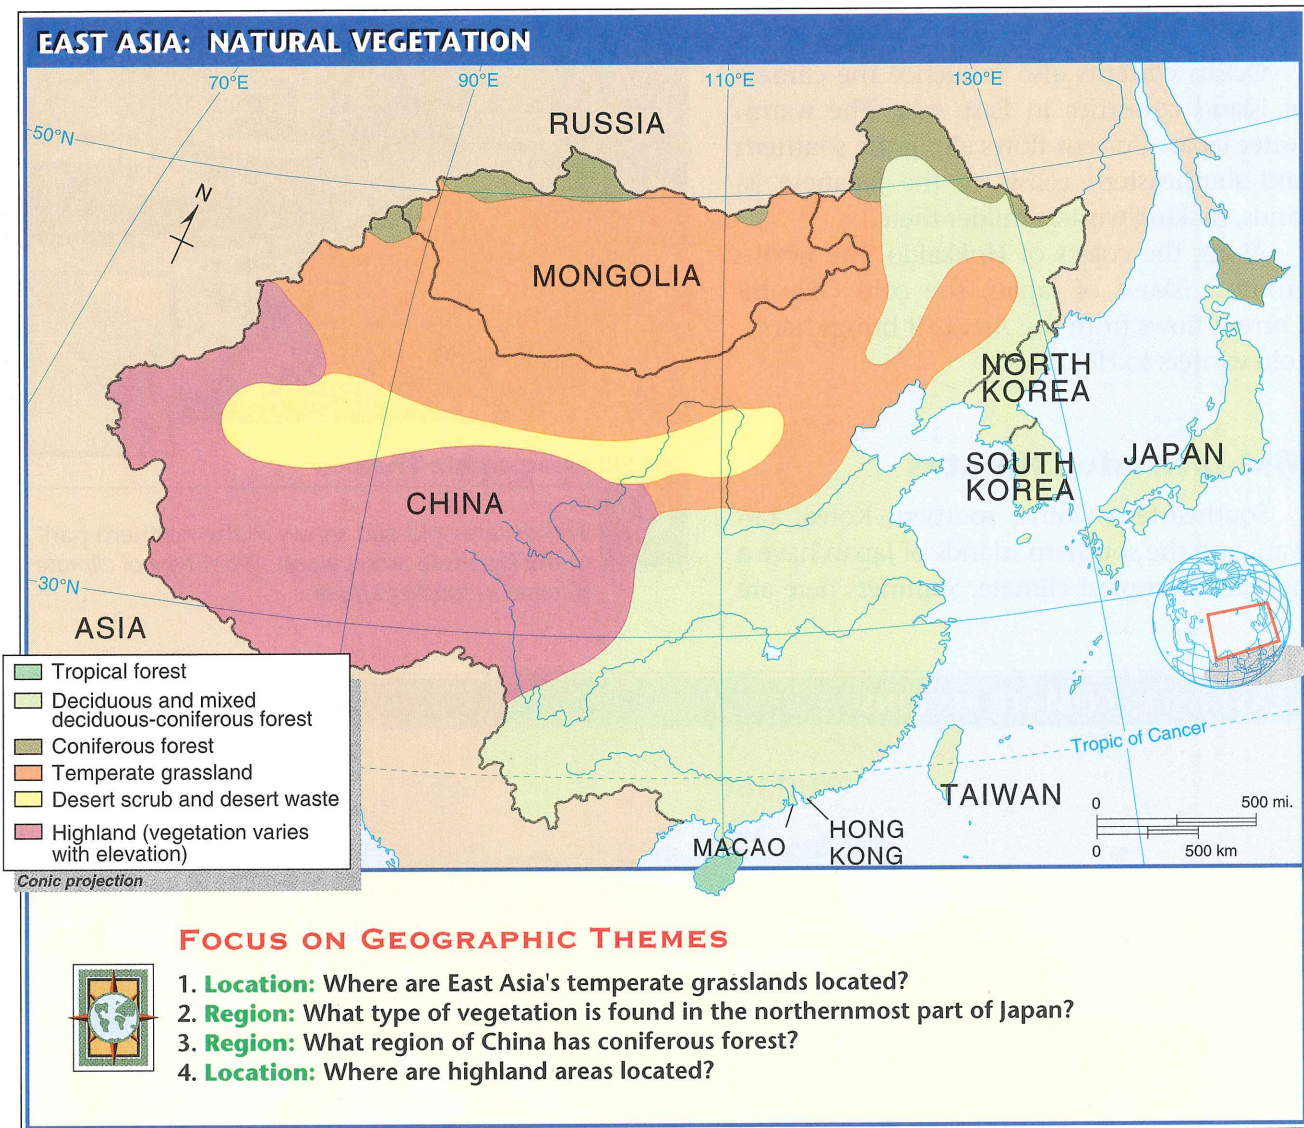 EAST ASIA: NATURAL VEGETATION
70°E
90°E
110°E
130°E
50°N
RUSSIA
N
MONGOLIA
NORTH
KOREA
JAPAN
SOUTH
KOREA
CHINA
30°N
ASIA
Tropical forest
Deciduous and mixed
deciduous-coniferous forest
Coniferous forest
Temperate grassland
Desert scrub and desert waste
Highland (vegetation varies
with elevation)
Conic projection
Tropic of Cancer
TAIWAN
0 500 mi.
0 500 km
HONG
KONG
MACAO
FOCUS ON GEOGRAPHIC THEMES
1. Location: Where are East Asia's temperate grasslands located?
2. Region: What type of vegetation is found in the northernmost part of Japan?
3. Region: What region of China has coniferous forest?
4. Location: Where are highland areas located?